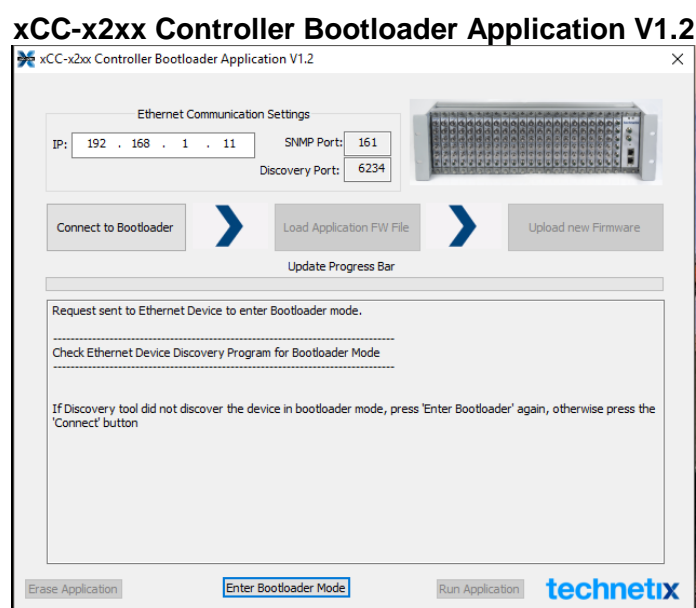 xCC-x2xx Controller Bootloader Application V1.2
xCC-x2xx Controller Bootloader Application V1.2
Ethernet Communication Settings
IP: 192 . 168 . 1 . 11 SNMP Port: 161
Discovery Port: 6234
Connect to Bootloader Load Application FW File Upload new Firmware
Update Progress Bar
Request sent to Ethernet Device to enter Bootloader mode.
--------------------------------------------------------------------------------
Check Ethernet Device Discovery Program for Bootloader Mode
--------------------------------------------------------------------------------
If Discovery tool did not discover the device in bootloader mode, press 'Enter Bootloader' again, otherwise press the
'Connect' button
Erase Application Enter Bootloader Mode Run Application technetix